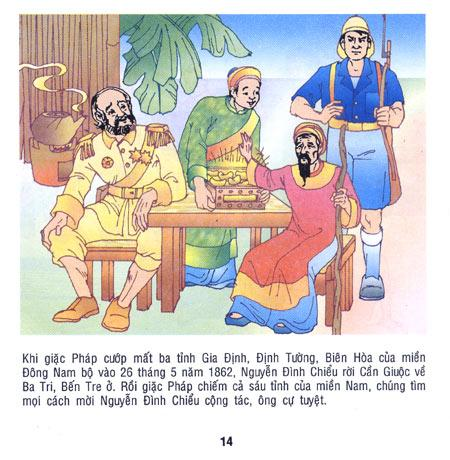 Khi giặc Pháp cướp mất ba tỉnh Gia Định, Định Tường, Biên Hòa của miền
Đông Nam bộ vào 26 tháng 5 năm 1862, Nguyễn Đình Chiểu rời Cần Giuộc về
Ba Tri, Bến Tre ở. Rồi giặc Pháp chiếm cả sáu tỉnh của miền Nam, chúng tìm
mọi cách mời Nguyễn Đình Chiểu cộng tác, ông cự tuyệt.
14